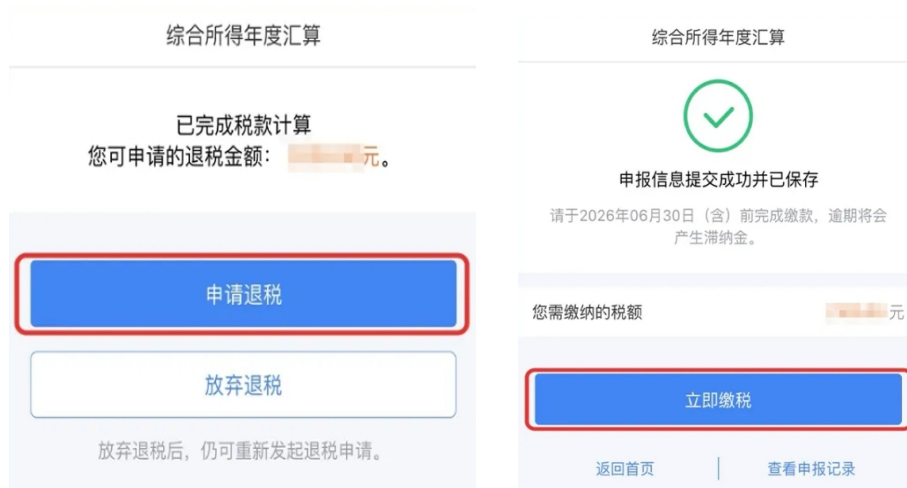 综合所得年度汇算
已完成税款计算
您可申请的退税金额： 元。
申请退税
放弃退税
放弃退税后，仍可重新发起退税申请。
综合所得年度汇算
申报信息提交成功并已保存
请于2026年06月30日（含）前完成缴款，逾期将会
产生滞纳金。
您需缴纳的税额 元
立即缴税
返回首页 查看申报记录